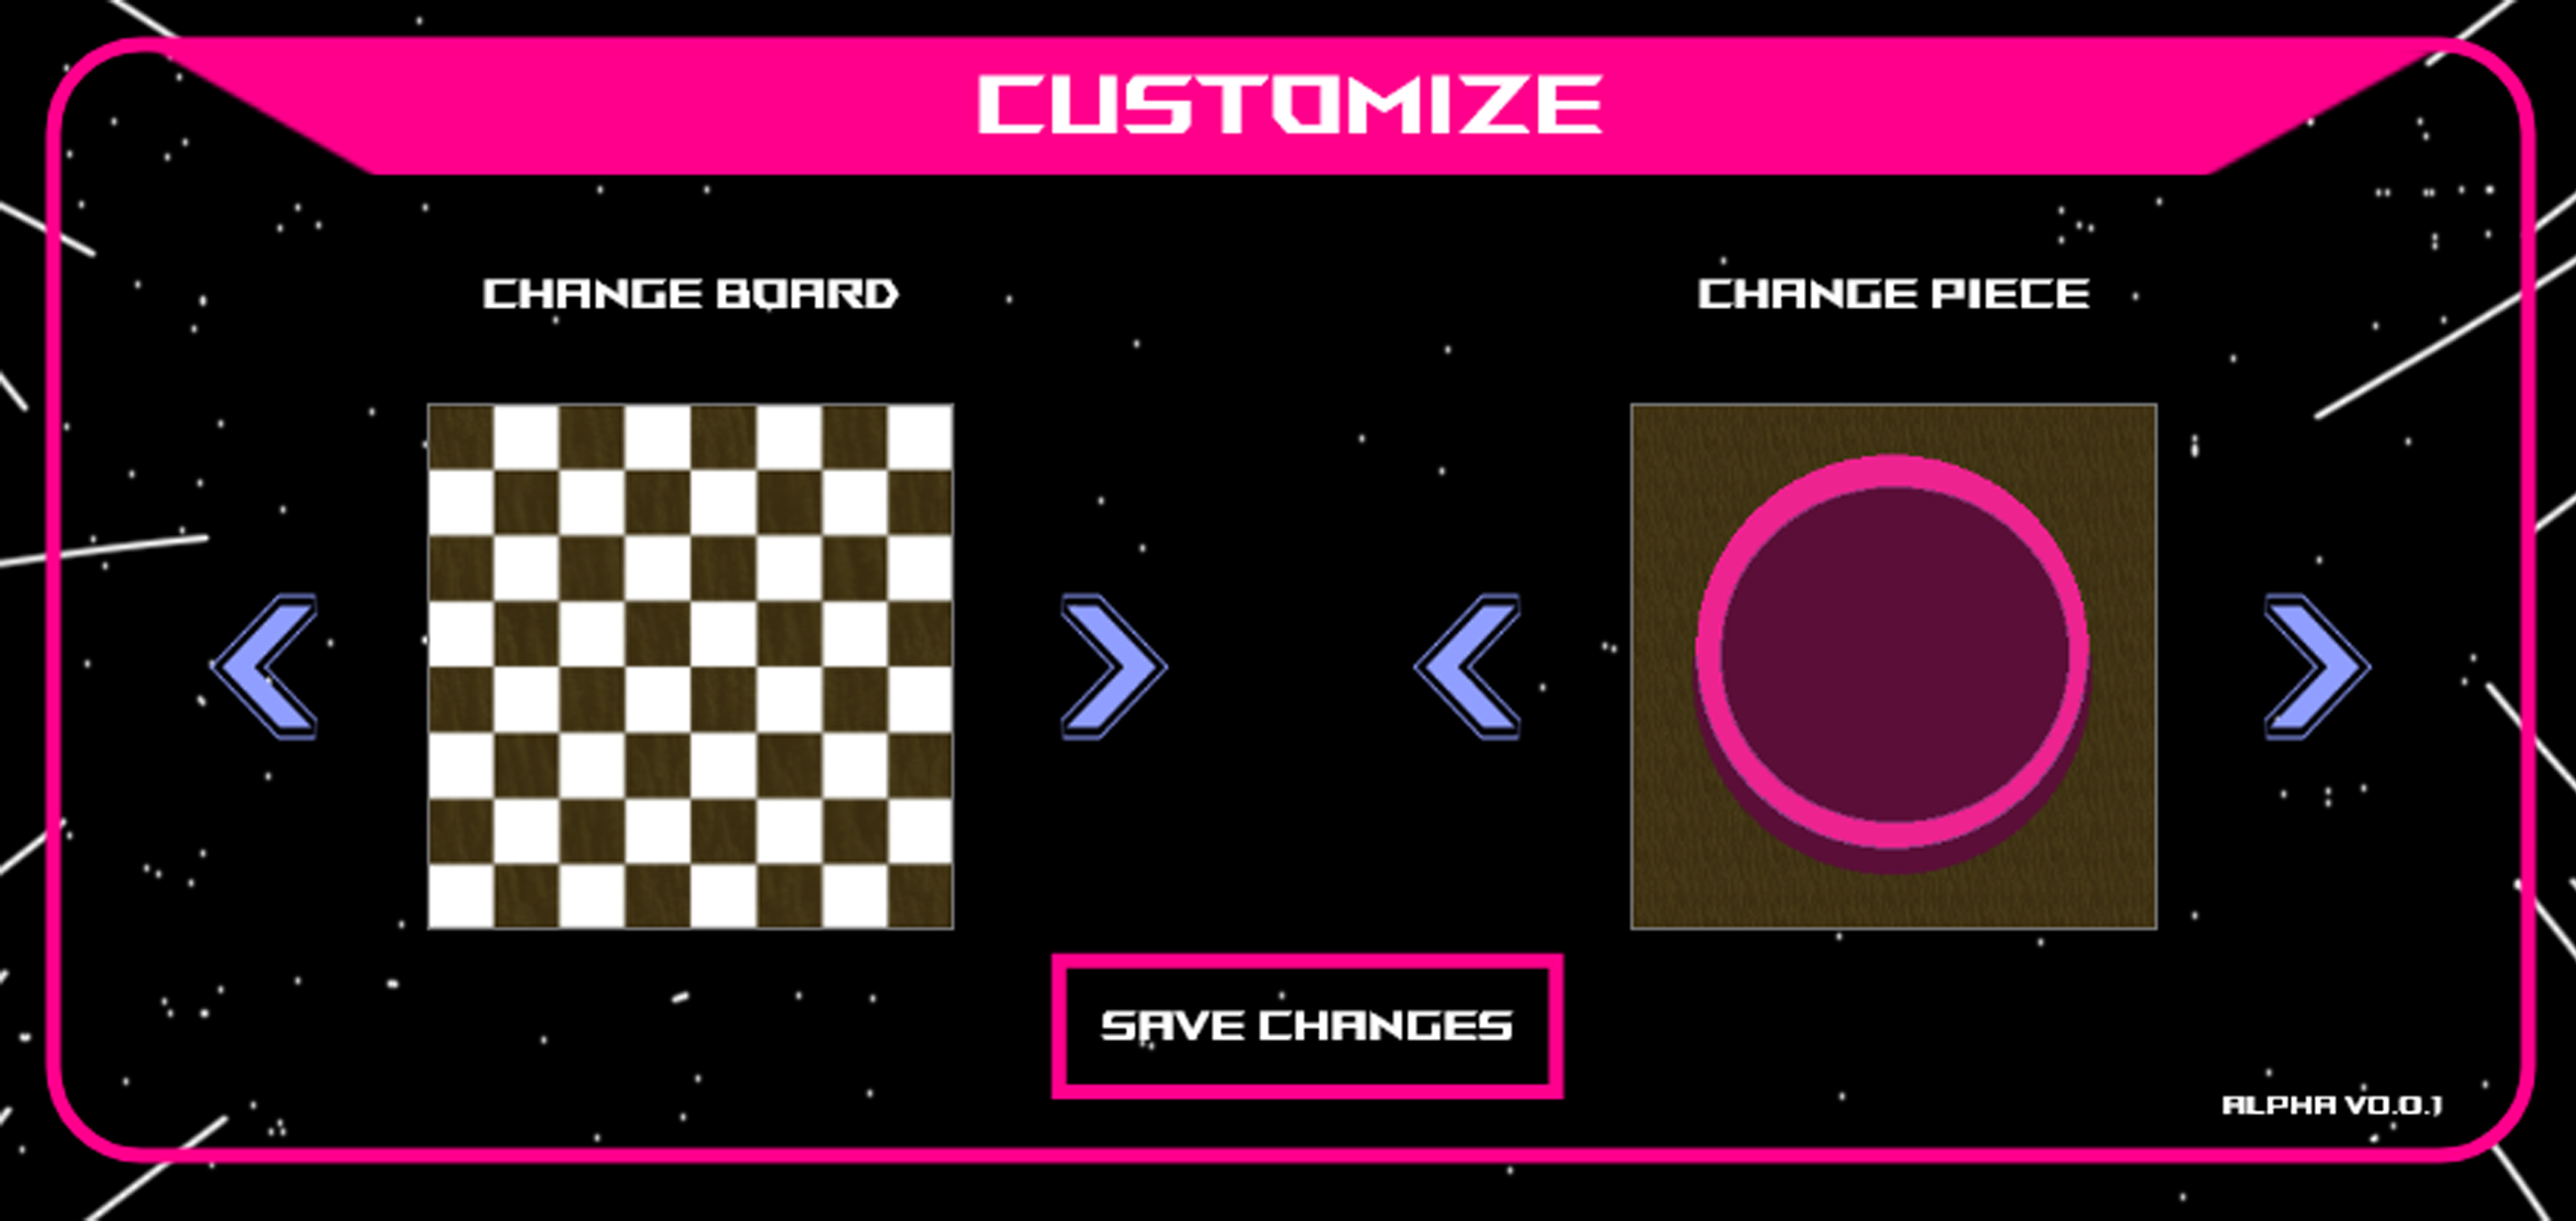 CUSTOMIZE
CHANGE BOARD
CHANGE PIECE
SAVE CHANGES
ALPHA V0.0.1